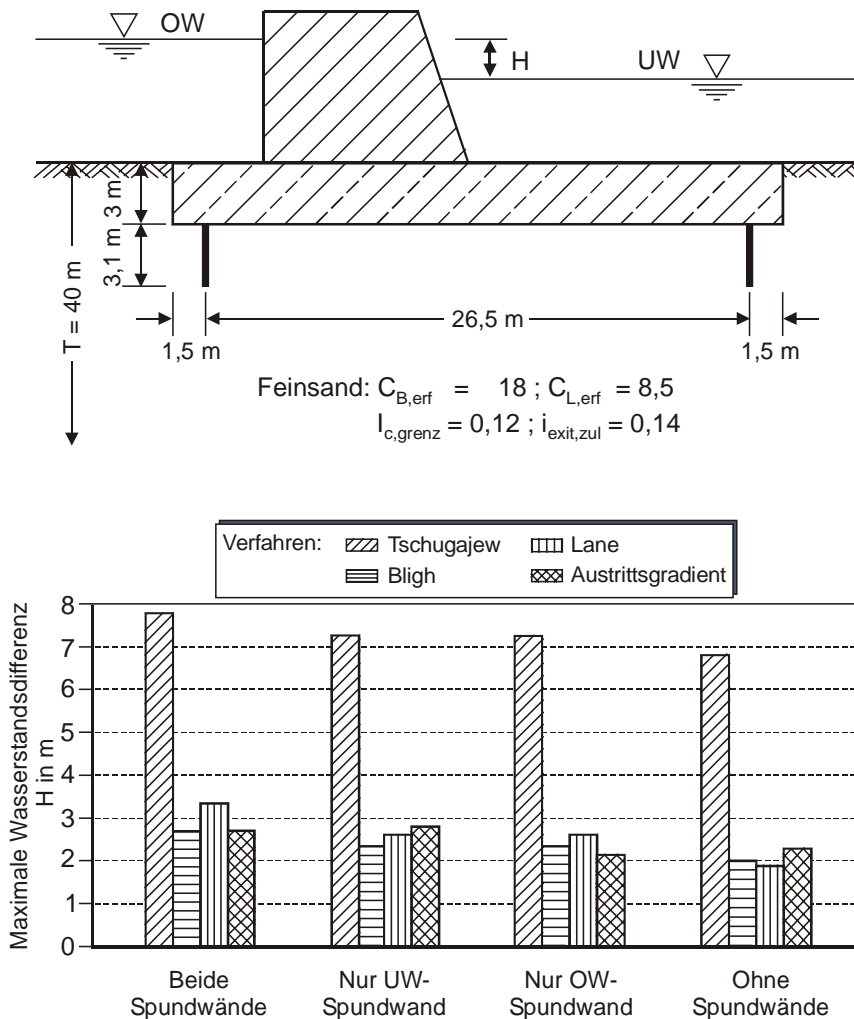 OW
H
UW
3 m
3,1 m
T = 40 m
26,5 m
1,5 m
1,5 m
Feinsand: C_B,erf = 18 ; C_L,erf = 8,5
I_c,grenz = 0,12 ; i_exit,zul = 0,14
Verfahren: Tschugajew Lane
Bligh Austrittsgradient
Maximale Wasserstandsdifferenz
H in m
8
7
6
5
4
3
2
1
0
Beide Nur UW- Nur OW- Ohne
Spundwände Spundwand Spundwand Spundwände